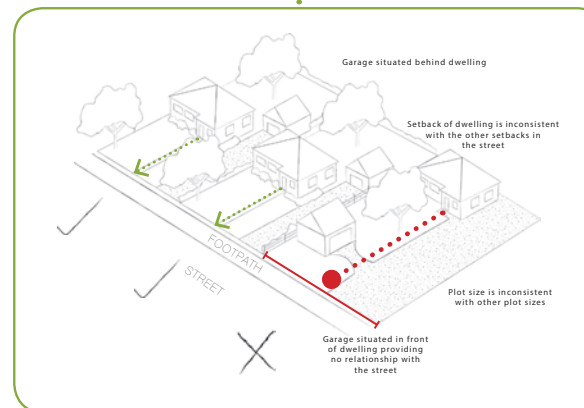 Garage situated behind dwelling
Setback of dwelling is inconsistent
with the other setbacks in
the street
FOOTPATH
STREET
Plot size is inconsistent
with other plot sizes
Garage situated in front
of dwelling providing
no relationship with
the street